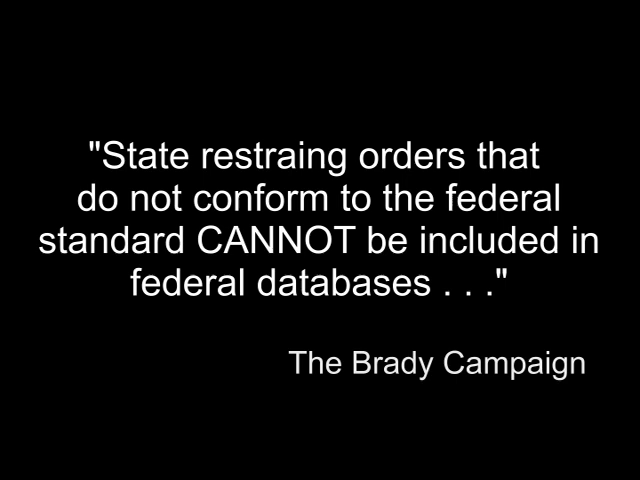 "State restraing orders that
do not conform to the federal
standard CANNOT be included in
federal databases . . ."
The Brady Campaign